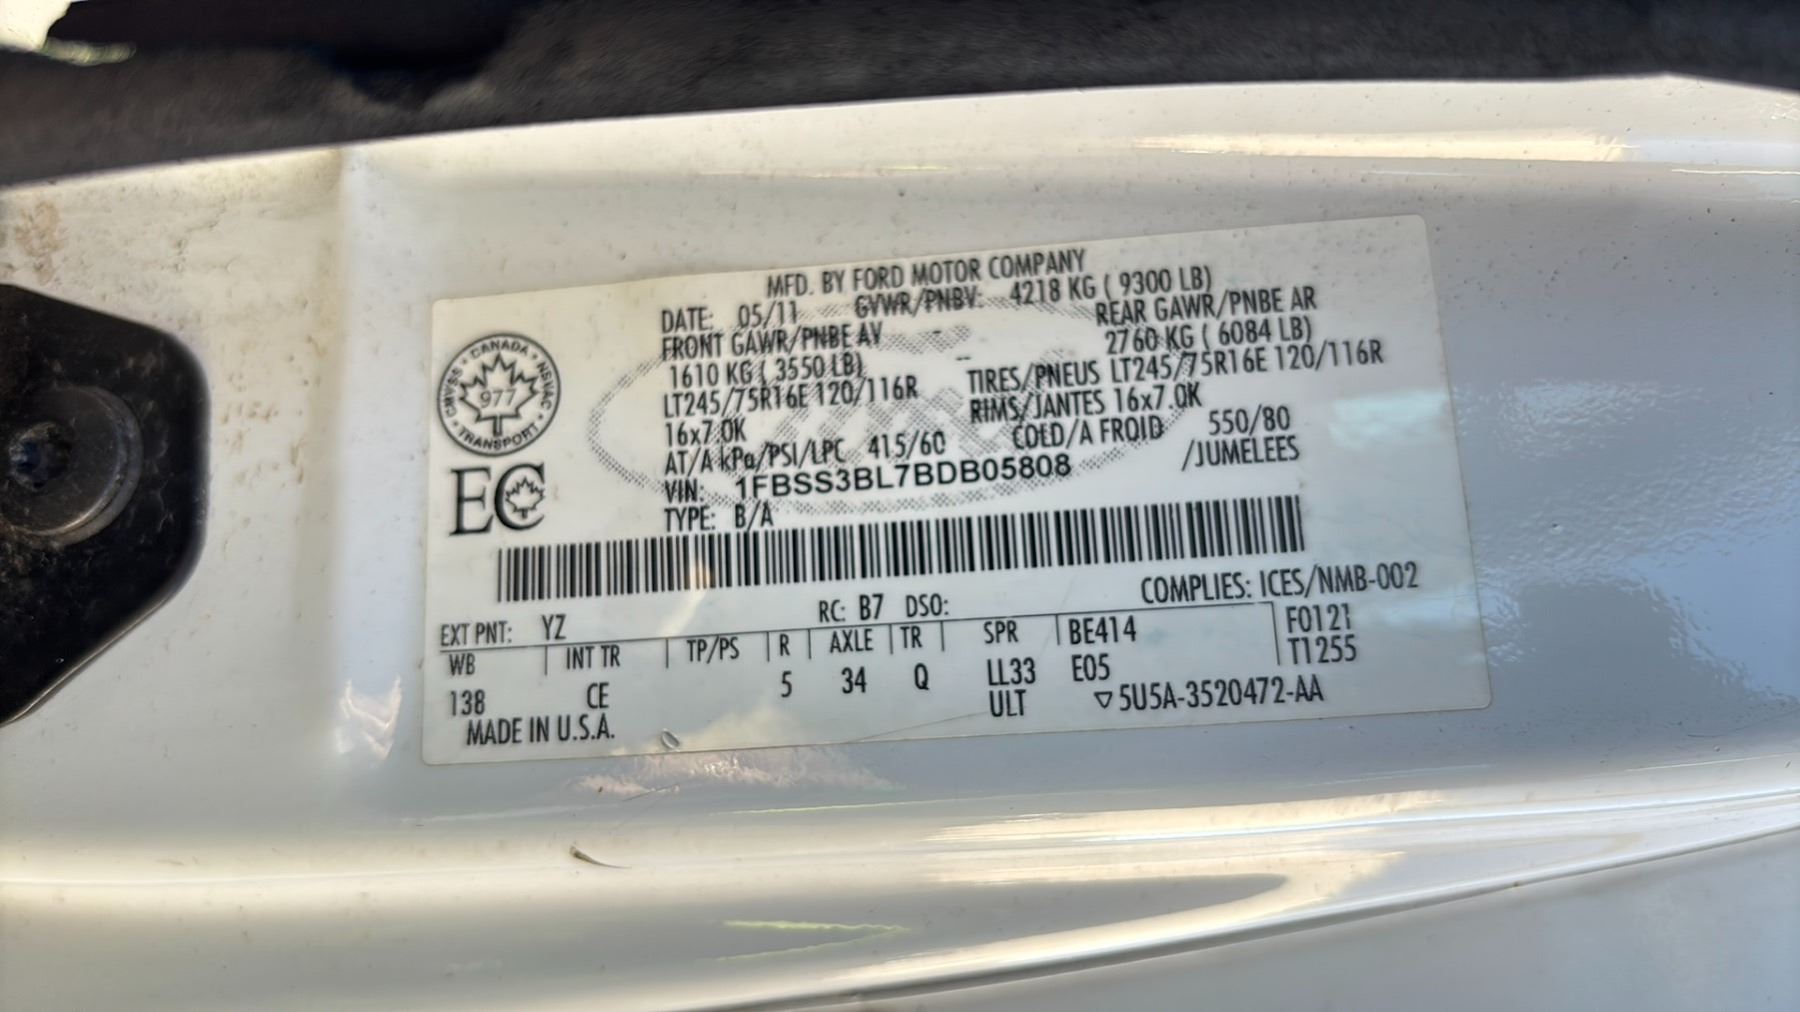 MFD. BY FORD MOTOR COMPANY
DATE: 05/11 GVWR/PNBV: 4218 KG ( 9300 LB)
FRONT GAWR/PNBE AV REAR GAWR/PNBE AR
1610 KG ( 3550 LB) 2760 KG ( 6084 LB)
LT245/75R16E 120/116R TIRES/PNEUS LT245/75R16E 120/116R
16x7.0K RIMS/JANTES 16x7.0K
AT/A kPa/PSI/LPC 415/60 COLD/A FROID 550/80
VIN: 1FBSS3BL7BDB05808 /JUMELEES
TYPE: B/A
CANADA
CMVSS NSVAC
977
TRANSPORT
EC
COMPLIES: ICES/NMB-002
EXT PNT: YZ RC: B7 DSO: F0121
WB INT TR TP/PS R AXLE TR SPR BE414 T1255
138 CE 5 34 Q LL33 E05
ULT ▽5U5A-3520472-AA
MADE IN U.S.A.